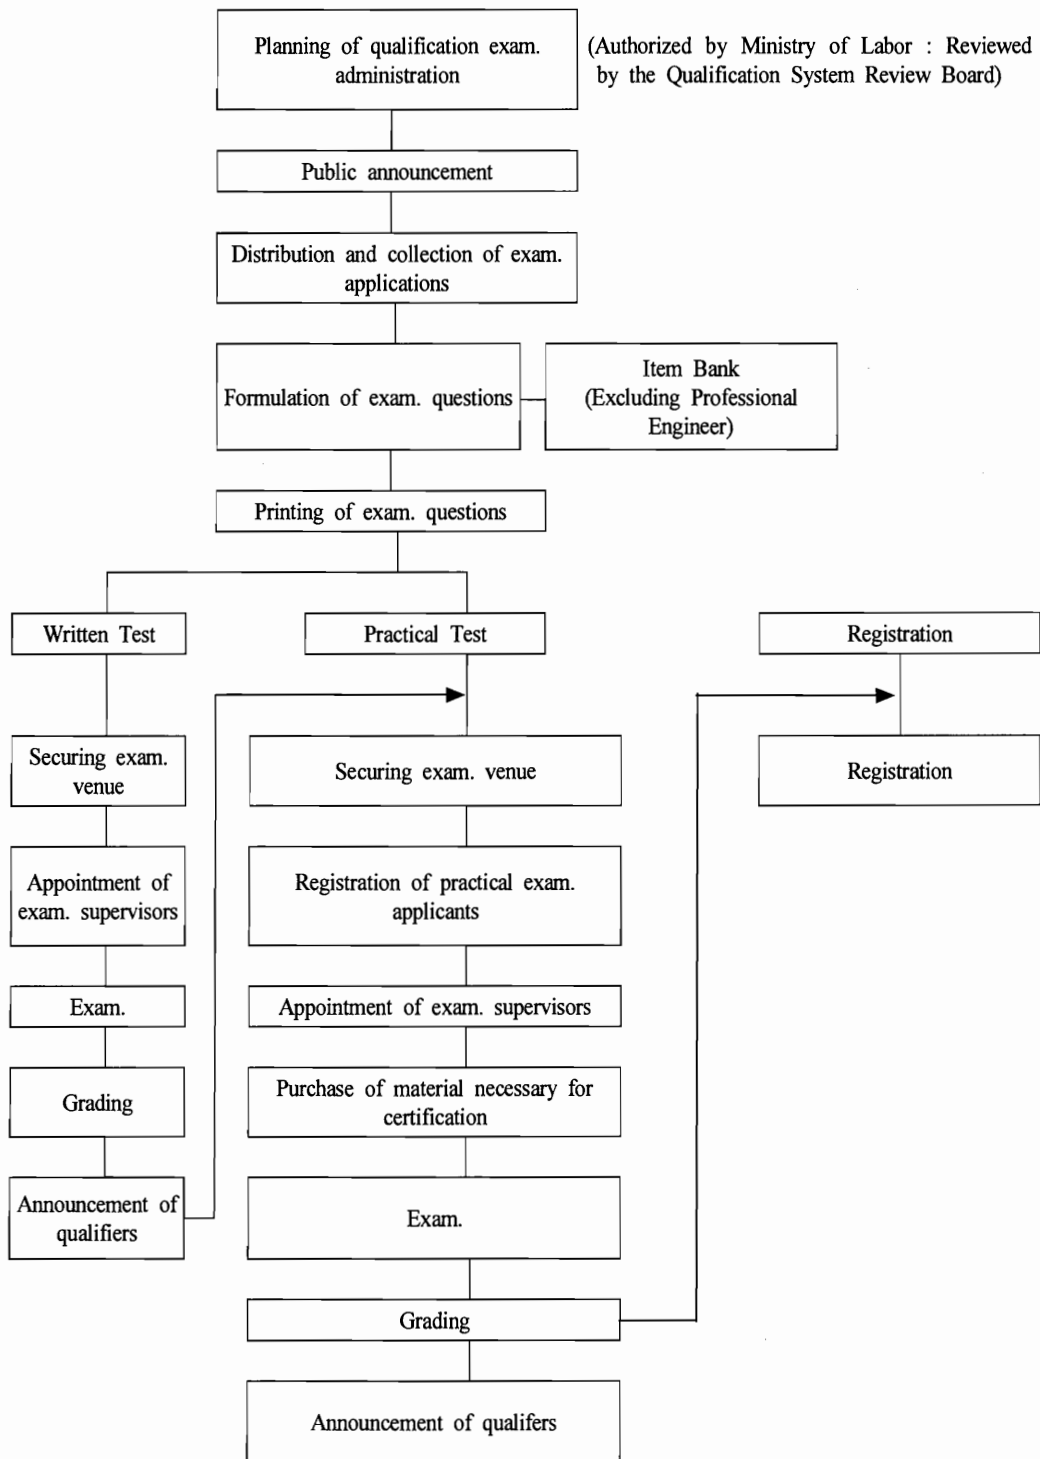 Planning of qualification exam.
administration
(Authorized by Ministry of Labor : Reviewed
by the Qualification System Review Board)
Public announcement
Distribution and collection of exam.
applications
Formulation of exam. questions
Item Bank
(Excluding Professional
Engineer)
Printing of exam. questions
Written Test
Securing exam.
venue
Appointment of
exam. supervisors
Exam.
Grading
Announcement of
qualifiers
Practical Test
Securing exam. venue
Registration of practical exam.
applicants
Appointment of exam. supervisors
Purchase of material necessary for
certification
Exam.
Grading
Announcement of qualifers
Registration
Registration